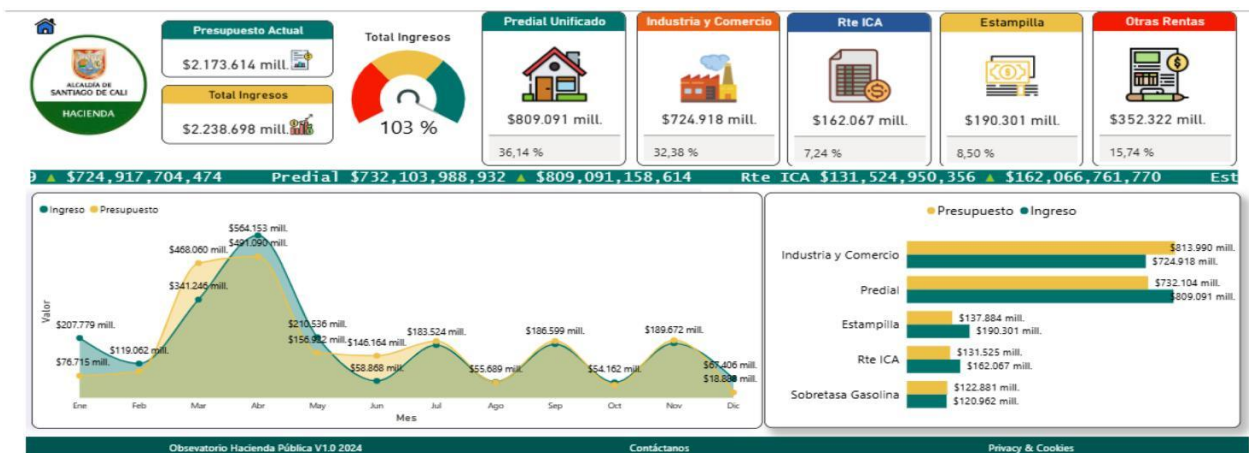 ALCALDÍA DE
SANTIAGO DE CALI
HACIENDA
Presupuesto Actual
$2.173.614 mill.
Total Ingresos
$2.238.698 mill.
Total Ingresos
103 %
Predial Unificado
$809.091 mill.
36,14 %
Industria y Comercio
$724.918 mill.
32,38 %
Rte ICA
$162.067 mill.
7,24 %
Estampilla
$190.301 mill.
8,50 %
Otras Rentas
$352.322 mill.
15,74 %
9 ▲ $724,917,704,474 Predial $732,103,988,932 ▲ $809,091,158,614 Rte ICA $131,524,950,356 ▲ $162,066,761,770 Est
Ingreso Presupuesto
Valor
$207.779 mill.
$76.715 mill.
$119.062 mill.
$468.060 mill.
$341.246 mill.
$564.153 mill.
$491.090 mill.
$210.536 mill.
$146.164 mill.
$58.868 mill.
$183.524 mill.
$55.689 mill.
$186.599 mill.
$54.162 mill.
$189.672 mill.
$67.406 mill.
Ene Feb Mar Abr May Jun Jul Ago Sep Oct Nov Dic
Mes
Presupuesto Ingreso
Industria y Comercio
$813.990 mill.
$724.918 mill.
Predial
$732.104 mill.
$809.091 mill.
Estampilla
$137.884 mill.
$190.301 mill.
Rte ICA
$131.525 mill.
$162.067 mill.
Sobretasa Gasolina
$122.881 mill.
$120.962 mill.
Obsevatorio Hacienda Pública V1.0 2024 Contáctanos Privacy & Cookies